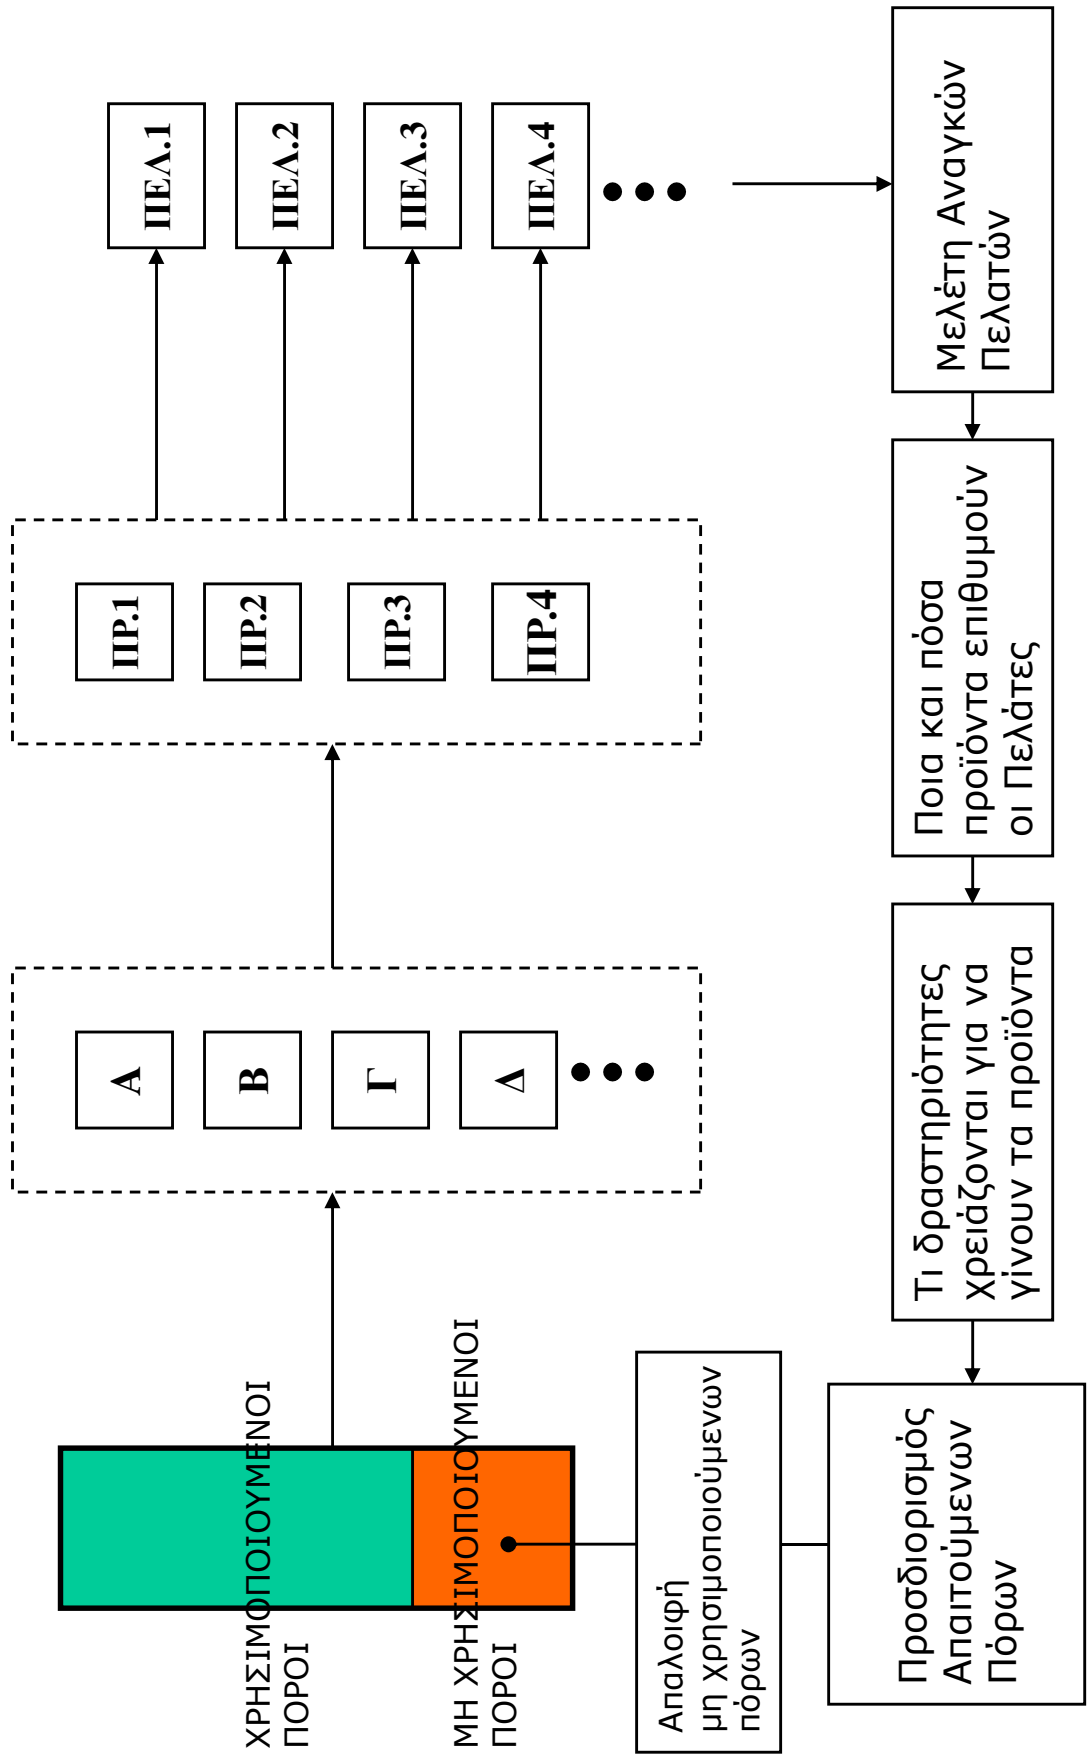 ΧΡΗΣΙΜΟΠΟΙΟΥΜΕΝΟΙ
ΠΟΡΟΙ
ΜΗ ΧΡΗΣΙΜΟΠΟΙΟΥΜΕΝΟΙ
ΠΟΡΟΙ
Α
Β
Γ
Δ
ΠΡ.1
ΠΡ.2
ΠΡ.3
ΠΡ.4
ΠΕΛ.1
ΠΕΛ.2
ΠΕΛ.3
ΠΕΛ.4
Απαλοιφή
μη χρησιμοποιούμενων
πόρων
Προσδιορισμός
Απαιτούμενων
Πόρων
Τι δραστηριότητες
Χρειάζονται για να
γίνουν τα προϊόντα
Ποια και πόσα
προϊόντα επιθυμούν
οι Πελάτες
Μελέτη Αναγκών
Πελατών